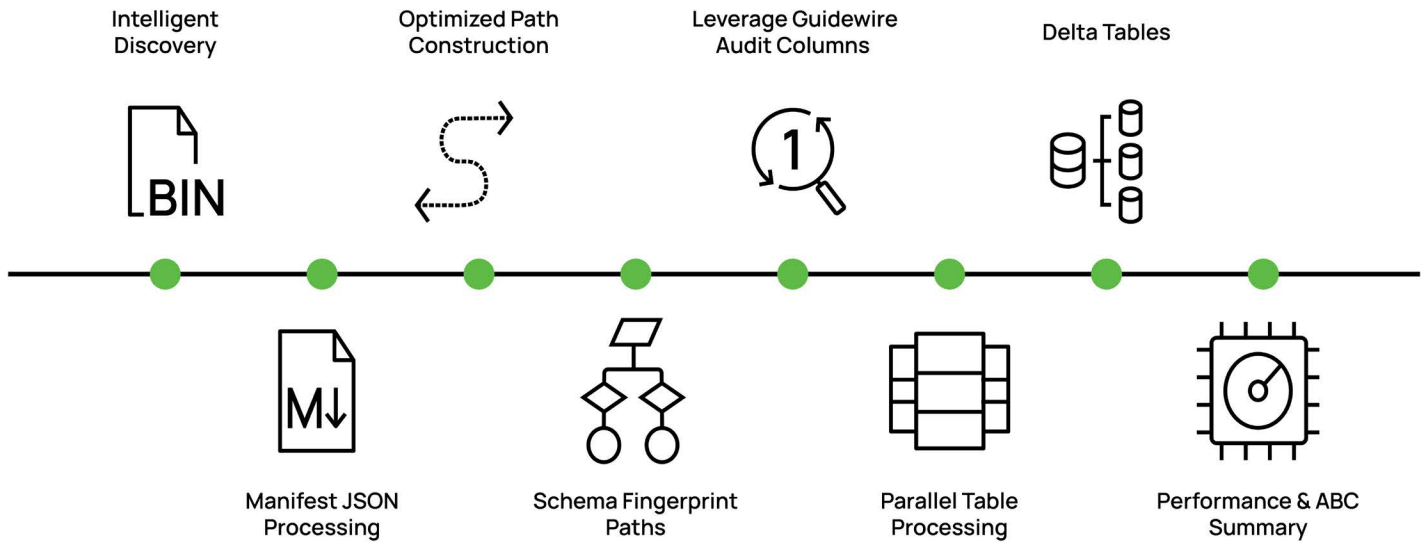 Intelligent
Discovery
Optimized Path
Construction
Leverage Guidewire
Audit Columns
Delta Tables
BIN
1
M↓
Manifest JSON
Processing
Schema Fingerprint
Paths
Parallel Table
Processing
Performance & ABC
Summary